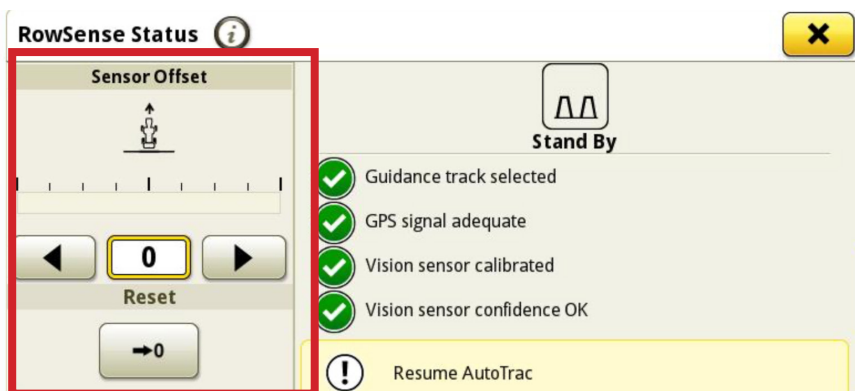 RowSense Status
Sensor Offset
0
Reset
→0
Stand By
Guidance track selected
GPS signal adequate
Vision sensor calibrated
Vision sensor confidence OK
Resume AutoTrac